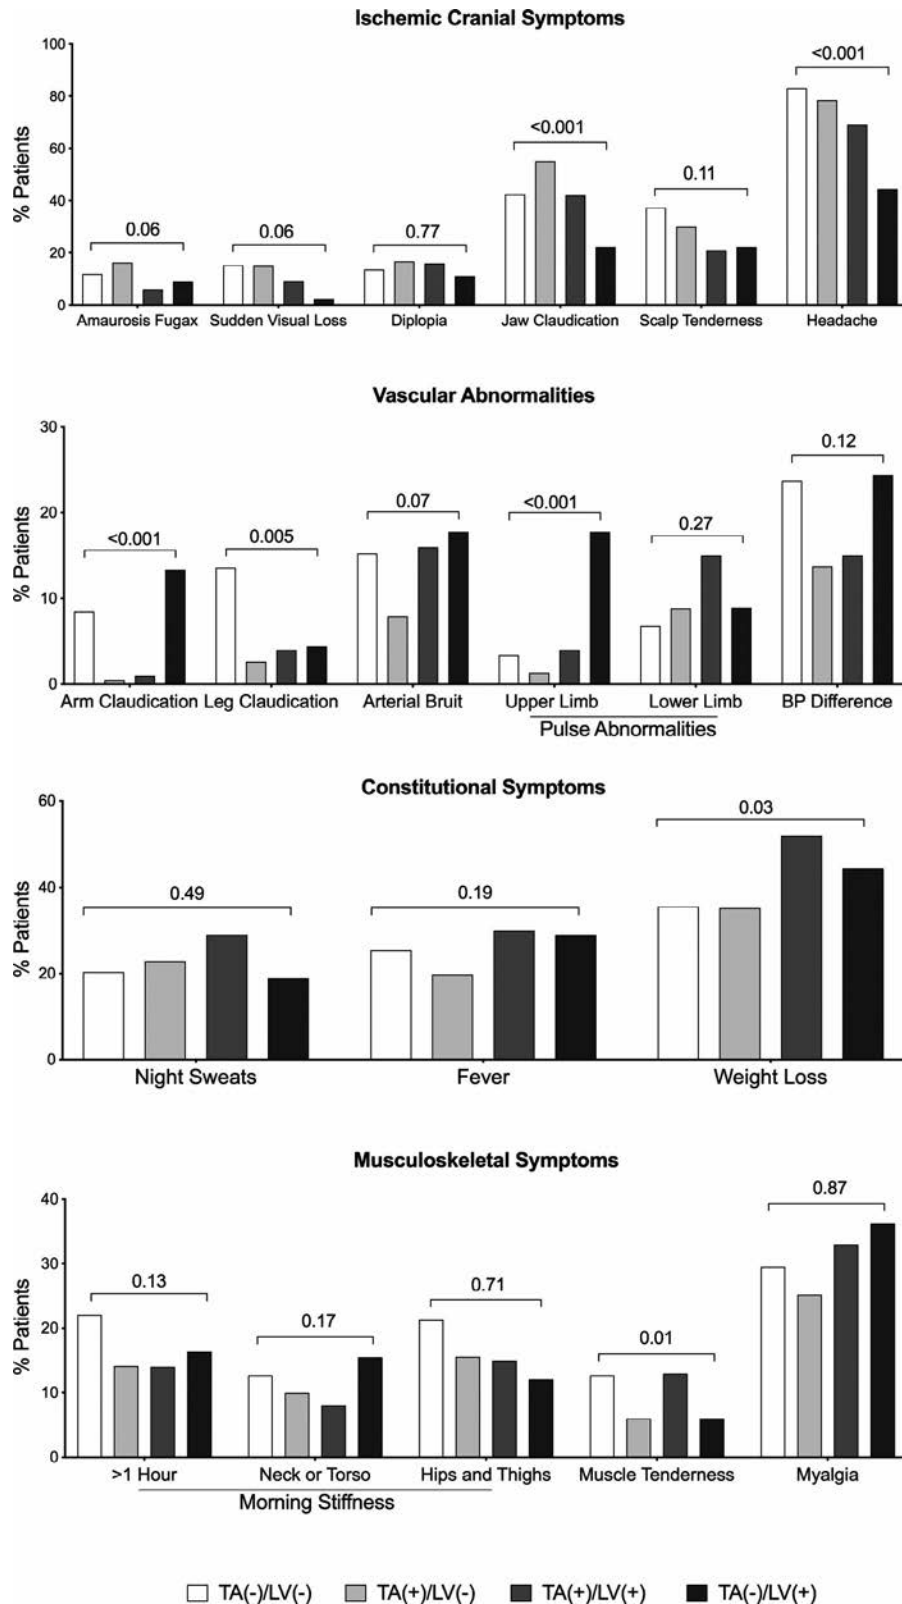 Ischemic Cranial Symptoms
% Patients
100
80
60
40
20
0
0.06
0.06
0.77
<0.001
0.11
<0.001
Amaurosis Fugax
Sudden Visual Loss
Diplopia
Jaw Claudication
Scalp Tenderness
Headache
Vascular Abnormalities
% Patients
30
20
10
0
<0.001
0.005
0.07
<0.001
0.27
0.12
Arm Claudication
Leg Claudication
Arterial Bruit
Upper Limb
Lower Limb
BP Difference
Pulse Abnormalities
Constitutional Symptoms
% Patients
60
40
20
0
0.49
0.19
0.03
Night Sweats
Fever
Weight Loss
Musculoskeletal Symptoms
% Patients
40
30
20
10
0
0.13
0.17
0.71
0.01
0.87
>1 Hour
Neck or Torso
Hips and Thighs
Muscle Tenderness
Myalgia
Morning Stiffness
TA(-)/LV(-)
TA(+)/LV(-)
TA(+)/LV(+)
TA(-)/LV(+)